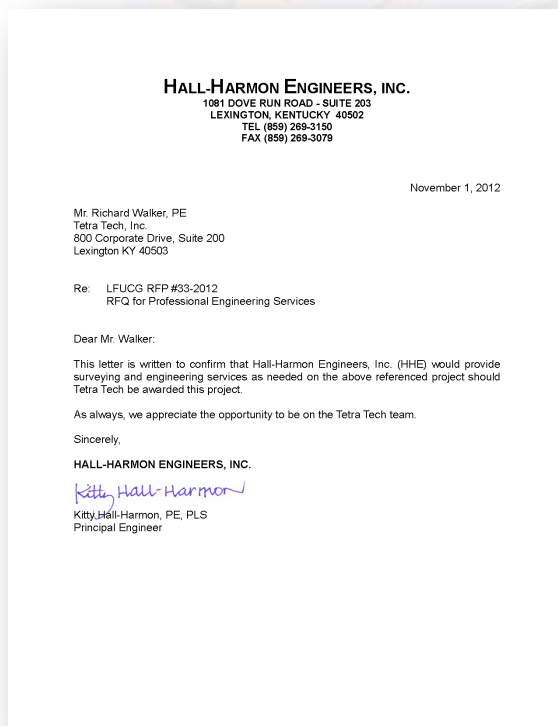 HALL-HARMON ENGINEERS, INC.
1081 DOVE RUN ROAD - SUITE 203
LEXINGTON, KENTUCKY 40502
TEL (859) 269-3150
FAX (859) 269-3079
November 1, 2012
Mr. Richard Walker, PE
Tetra Tech, Inc.
800 Corporate Drive, Suite 200
Lexington KY 40503
Re: LFUCG RFP #33-2012
RFQ for Professional Engineering Services
Dear Mr. Walker:
This letter is written to confirm that Hall-Harmon Engineers, Inc. (HHE) would provide
surveying and engineering services as needed on the above referenced project should
Tetra Tech be awarded this project.
As always, we appreciate the opportunity to be on the Tetra Tech team.
Sincerely,
HALL-HARMON ENGINEERS, INC.
Kitty Hall-Harmon
Kitty Hall-Harmon, PE, PLS
Principal Engineer